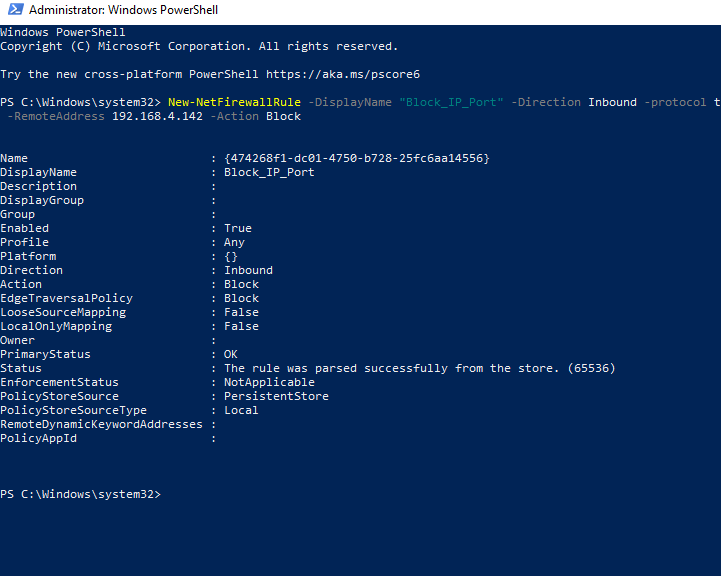 Administrator: Windows PowerShell
Windows PowerShell
Copyright (C) Microsoft Corporation. All rights reserved.
Try the new cross-platform PowerShell https://aka.ms/pscore6
PS C:\Windows\system32> New-NetFirewallRule -DisplayName "Block_IP_Port" -Direction Inbound -protocol t
-RemoteAddress 192.168.4.142 -Action Block
Name : {474268f1-dc01-4750-b728-25fc6aa14556}
DisplayName : Block_IP_Port
Description :
DisplayGroup :
Group :
Enabled : True
Profile : Any
Platform : {}
Direction : Inbound
Action : Block
EdgeTraversalPolicy : Block
LooseSourceMapping : False
LocalOnlyMapping : False
Owner :
PrimaryStatus : OK
Status : The rule was parsed successfully from the store. (65536)
EnforcementStatus : NotApplicable
PolicyStoreSource : PersistentStore
PolicyStoreSourceType : Local
RemoteDynamicKeywordAddresses :
PolicyAppId :
PS C:\Windows\system32>